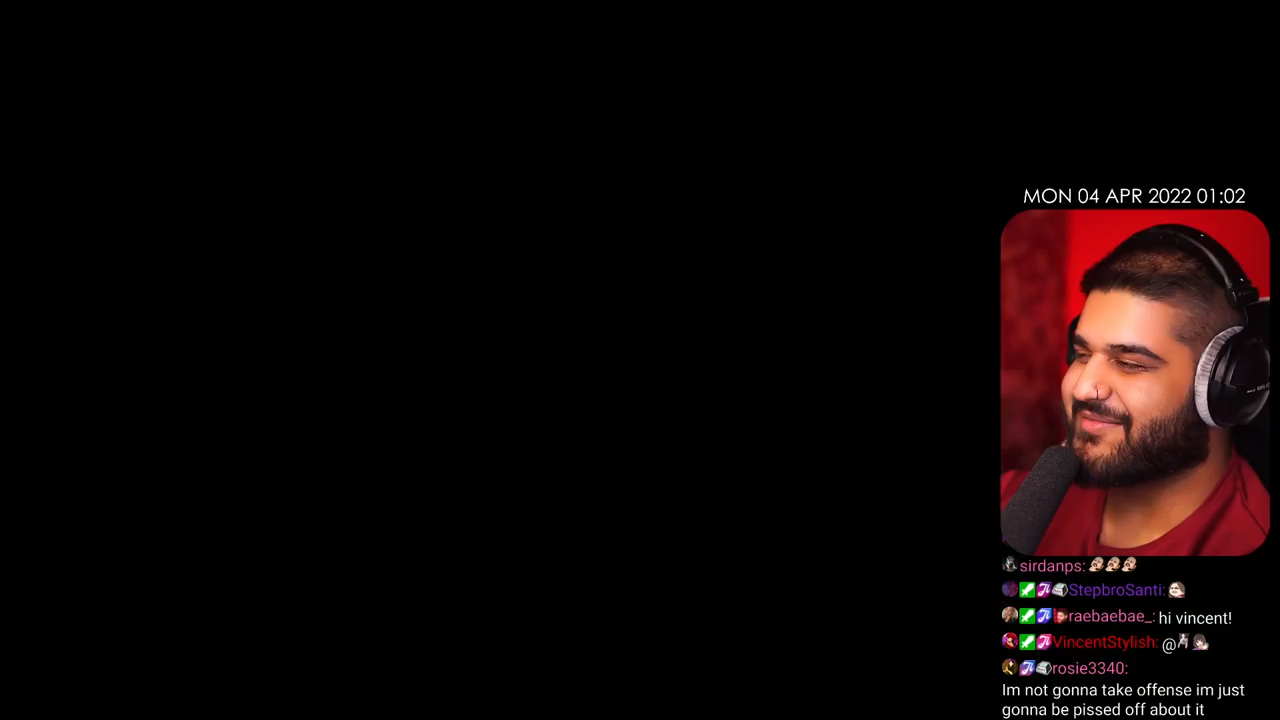 MON 04 APR 2022 01:02
sirdanps:
StepbroSanti:
raebaebae_: hi vincent!
VincentStylish: @
rosie3340:
Im not gonna take offense im just
gonna be pissed off about it